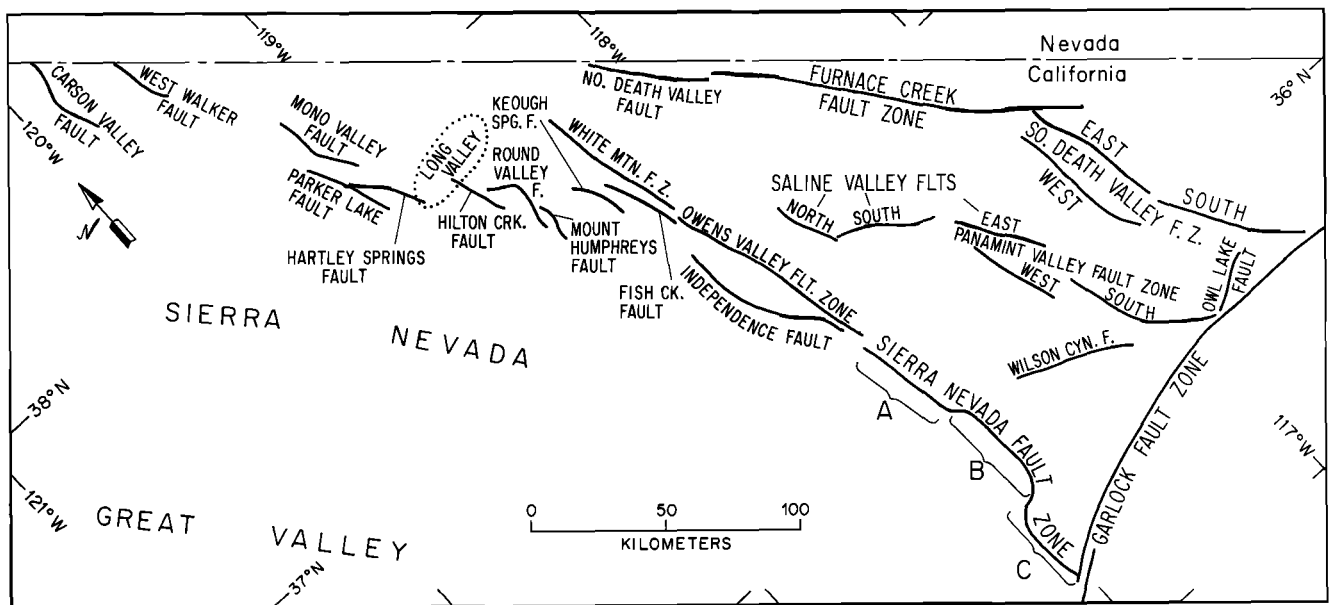 119°W
118°W
Nevada
California
36°N
CARSON VALLEY
FAULT
WEST WALKER
FAULT
120°W
MONO VALLEY
FAULT
LONG
VALLEY
KEOUGH
SPG. F.
NO. DEATH VALLEY
FAULT
FURNACE CREEK
FAULT ZONE
N
PARKER LAKE
FAULT
HARTLEY SPRINGS
FAULT
HILTON CRK.
FAULT
ROUND
VALLEY
F.
MOUNT
HUMPHREYS
FAULT
WHITE MTN. F. Z.
FISH CK.
FAULT
OWENS VALLEY FLT. ZONE
INDEPENDENCE FAULT
SALINE VALLEY FLTS
NORTH
SOUTH
EAST
SO. DEATH VALLEY F. Z.
WEST
SOUTH
EAST
PANAMINT VALLEY FAULT ZONE
WEST
SOUTH
OWL LAKE
FAULT
WILSON CYN. F.
SIERRA NEVADA
SIERRA NEVADA FAULT
ZONE
A
B
C
GARLOCK FAULT ZONE
117°W
38°N
121°W
GREAT VALLEY
37°N
0 50 100
KILOMETERS